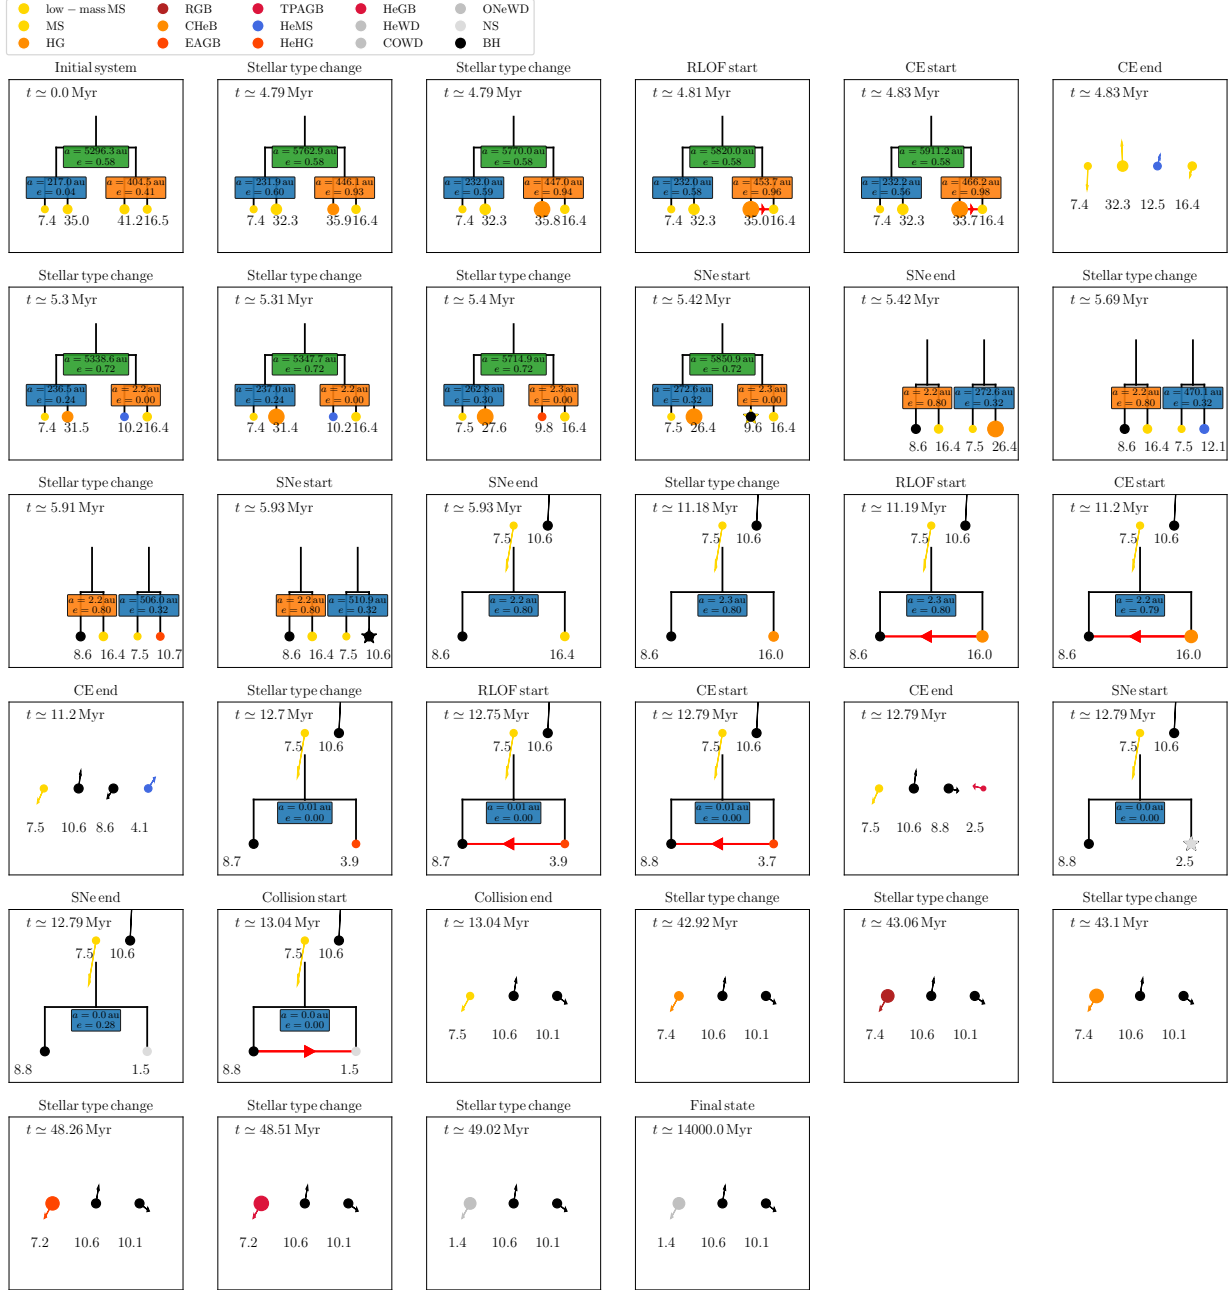 low − mass MS RGB TPAGB HeGB ONeWD
MS CHeB HeMS HeWD NS
HG EAGB HeHG COWD BH
Initial system Stellar type change Stellar type change RLOF start CE start CE end
t ≃ 0.0 Myr t ≃ 4.79 Myr t ≃ 4.79 Myr t ≃ 4.81 Myr t ≃ 4.83 Myr t ≃ 4.83 Myr
a = 5296.3 au a = 5762.9 au a = 5770.0 au a = 5820.0 au a = 5911.2 au
e = 0.58 e = 0.58 e = 0.58 e = 0.58 e = 0.58
a = 217.0 au a = 404.5 au a = 231.9 au a = 446.1 au a = 232.0 au a = 447.0 au a = 232.0 au a = 453.7 au a = 232.2 au a = 466.2 au
e = 0.04 e = 0.41 e = 0.60 e = 0.93 e = 0.59 e = 0.94 e = 0.58 e = 0.96 e = 0.56 e = 0.98
7.4 35.0 41.2 16.5 7.4 32.3 35.9 16.4 7.4 32.3 35.8 16.4 7.4 32.3 35.0 16.4 7.4 32.3 33.7 16.4 7.4 32.3 12.5 16.4
Stellar type change Stellar type change Stellar type change SNe start SNe end Stellar type change
t ≃ 5.3 Myr t ≃ 5.31 Myr t ≃ 5.4 Myr t ≃ 5.42 Myr t ≃ 5.42 Myr t ≃ 5.69 Myr
a = 5338.6 au a = 5347.7 au a = 5714.9 au a = 5850.9 au
e = 0.72 e = 0.72 e = 0.72 e = 0.72
a = 236.5 au a = 2.2 au a = 237.0 au a = 2.2 au a = 262.8 au a = 2.3 au a = 272.6 au a = 2.3 au a = 2.2 au a = 272.6 au a = 2.2 au a = 470.1 au
e = 0.24 e = 0.00 e = 0.24 e = 0.00 e = 0.30 e = 0.00 e = 0.32 e = 0.00 e = 0.80 e = 0.32 e = 0.80 e = 0.32
7.4 31.5 10.2 16.4 7.4 31.4 10.2 16.4 7.5 27.6 9.8 16.4 7.5 26.4 9.6 16.4 8.6 16.4 7.5 26.4 8.6 16.4 7.5 12.1
Stellar type change SNe start SNe end Stellar type change RLOF start CE start
t ≃ 5.91 Myr t ≃ 5.93 Myr t ≃ 5.93 Myr t ≃ 11.18 Myr t ≃ 11.19 Myr t ≃ 11.2 Myr
7.5 10.6 7.5 10.6 7.5 10.6 7.5 10.6
a = 2.2 au a = 506.0 au a = 2.2 au a = 510.9 au a = 2.2 au a = 2.3 au a = 2.3 au a = 2.2 au
e = 0.80 e = 0.32 e = 0.80 e = 0.32 e = 0.80 e = 0.80 e = 0.80 e = 0.79
8.6 16.4 7.5 10.7 8.6 16.4 7.5 10.6 8.6 16.4 8.6 16.0 8.6 16.0 8.6 16.0
CE end Stellar type change RLOF start CE start CE end SNe start
t ≃ 11.2 Myr t ≃ 12.7 Myr t ≃ 12.75 Myr t ≃ 12.79 Myr t ≃ 12.79 Myr t ≃ 12.79 Myr
7.5 10.6 7.5 10.6 7.5 10.6 7.5 10.6
a = 0.01 au a = 0.01 au a = 0.01 au a = 0.0 au
e = 0.00 e = 0.00 e = 0.00 e = 0.00
7.5 10.6 8.6 4.1 7.5 10.6 8.8 2.5
8.7 3.9 8.7 3.9 8.8 3.7 8.8 2.5
SNe end Collision start Collision end Stellar type change Stellar type change Stellar type change
t ≃ 12.79 Myr t ≃ 13.04 Myr t ≃ 13.04 Myr t ≃ 42.92 Myr t ≃ 43.06 Myr t ≃ 43.1 Myr
7.5 10.6 7.5 10.6
a = 0.0 au a = 0.0 au
e = 0.28 e = 0.00
7.5 10.6 10.1 7.4 10.6 10.1 7.4 10.6 10.1 7.4 10.6 10.1
8.8 1.5 8.8 1.5
Stellar type change Stellar type change Stellar type change Final state
t ≃ 48.26 Myr t ≃ 48.51 Myr t ≃ 49.02 Myr t ≃ 14000.0 Myr
7.2 10.6 10.1 7.2 10.6 10.1 1.4 10.6 10.1 1.4 10.6 10.1